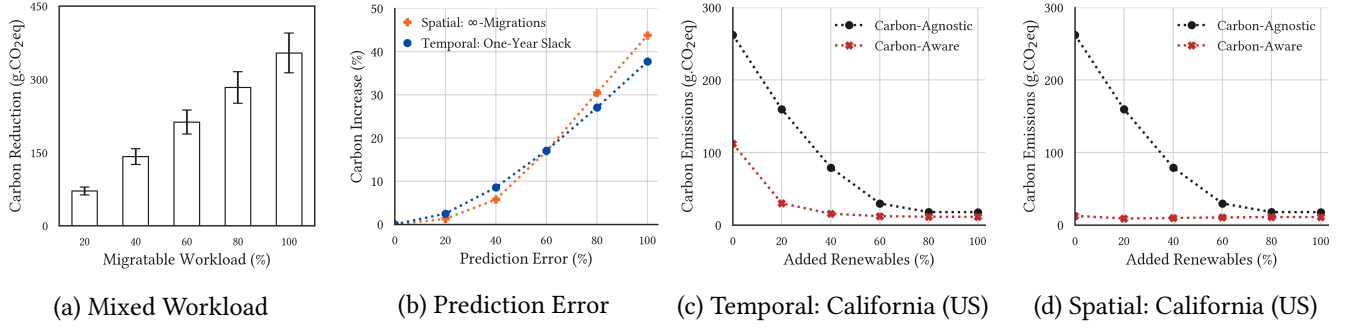 Carbon Reduction (g.CO2eq)
450
300
150
0
20 40 60 80 100
Migratable Workload (%)
(a) Mixed Workload
Carbon Increase (%)
50
40
30
20
10
0
Spatial: ∞-Migrations
Temporal: One-Year Slack
0 20 40 60 80 100
Prediction Error (%)
(b) Prediction Error
Carbon Emissions (g.CO2eq)
300
200
100
0
Carbon-Agnostic
Carbon-Aware
0 20 40 60 80 100
Added Renewables (%)
(c) Temporal: California (US)
Carbon Emissions (g.CO2eq)
300
200
100
0
Carbon-Agnostic
Carbon-Aware
0 20 40 60 80 100
Added Renewables (%)
(d) Spatial: California (US)